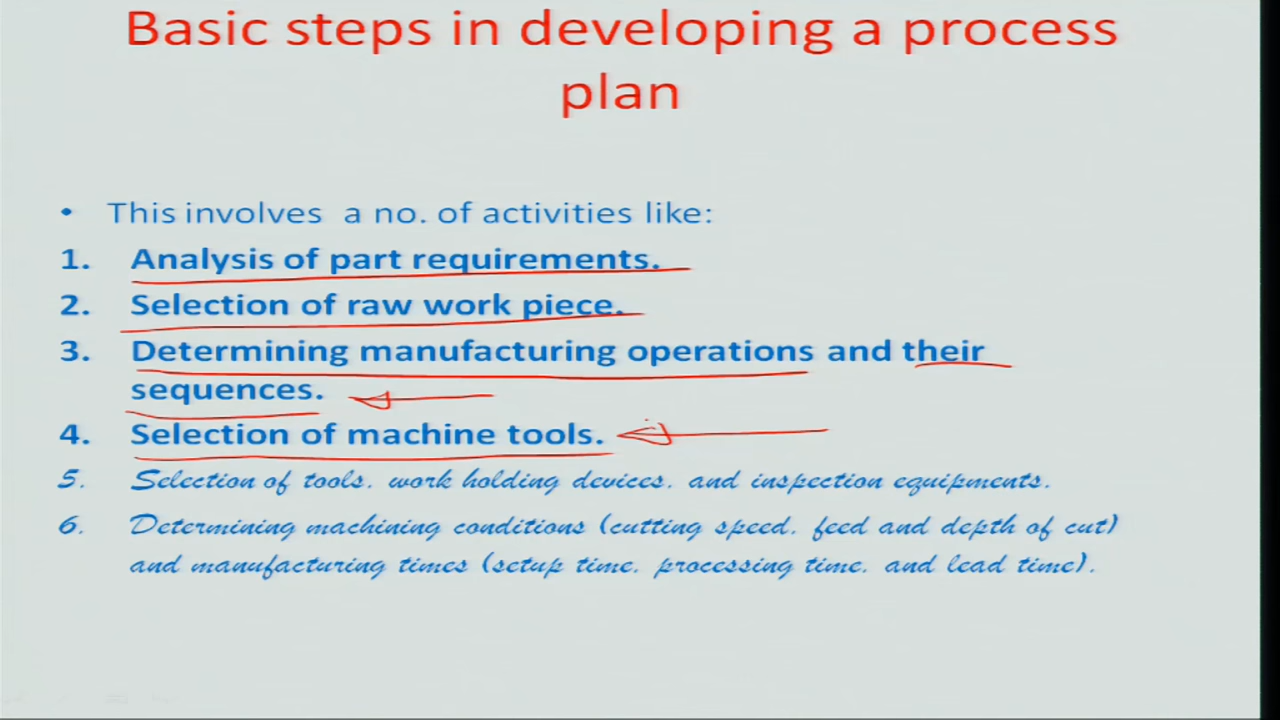 Basic steps in developing a process
plan
• This involves a no. of activities like:
1. Analysis of part requirements.
2. Selection of raw work piece.
3. Determining manufacturing operations and their
sequences.
4. Selection of machine tools.
5. Selection of tools, work holding devices, and inspection equipments.
6. Determining machining conditions (cutting speed, feed and depth of cut)
and manufacturing times (setup time, processing time, and lead time).